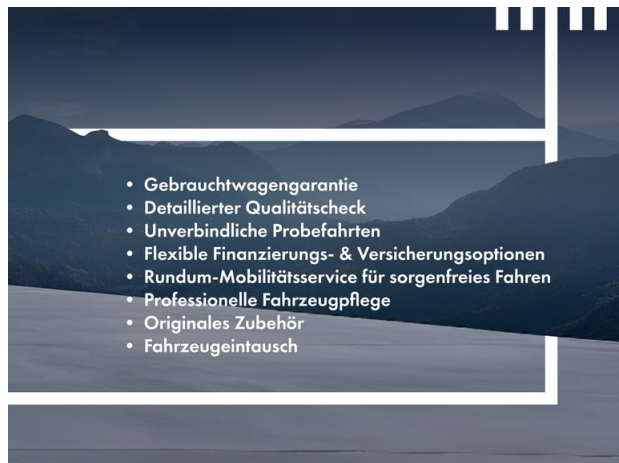 • Gebrauchtwagengarantie
• Detaillierter Qualitätscheck
• Unverbindliche Probefahrten
• Flexible Finanzierungs- & Versicherungsoptionen
• Rundum-Mobilitätsservice für sorgenfreies Fahren
• Professionelle Fahrzeugpflege
• Originales Zubehör
• Fahrzeugeintausch